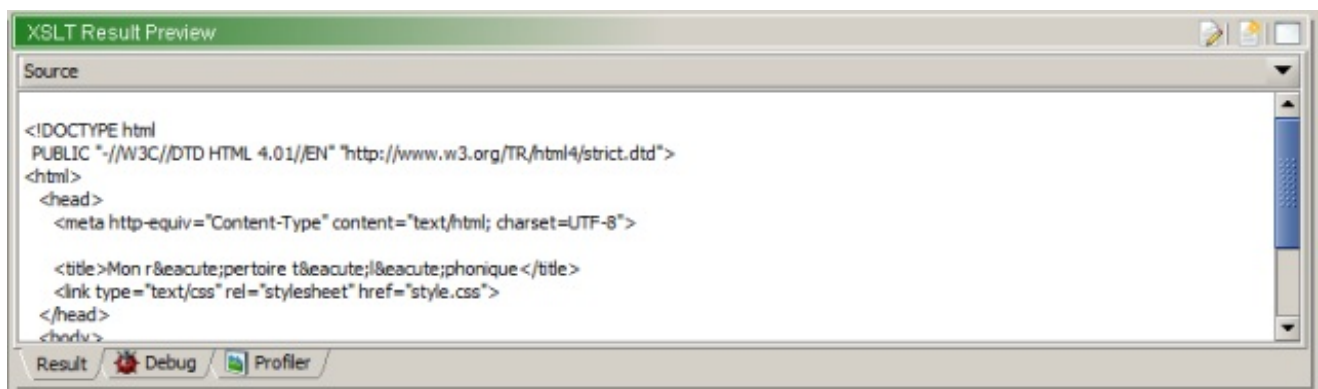 XSLT Result Preview
Source
<!DOCTYPE html
PUBLIC "-//W3C//DTD HTML 4.01//EN" "http://www.w3.org/TR/html4/strict.dtd">
<html>
<head>
<meta http-equiv="Content-Type" content="text/html; charset=UTF-8">
<title>Mon r&eacute;pertoire t&eacute;l&eacute;phonique</title>
<link type="text/css" rel="stylesheet" href="style.css">
</head>
<body>
Result Debug Profiler